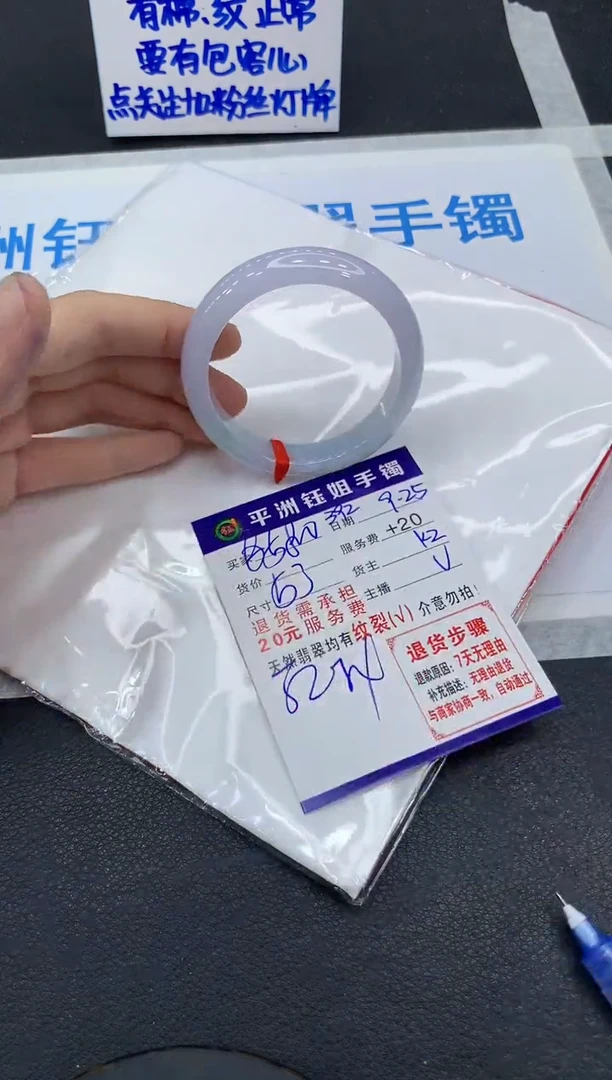 有棉、纹正常
要有包容心
点关注加粉丝灯牌
洲钰
手镯
平洲钰姐手镯
日期 9.25
买家
货价
服务费 +20
尺寸 53
货主
主播
退货需承担
20元服务费
天然翡翠均有纹裂(√)介意勿拍
退货步骤
退款原因:7天无理由
补充描述:无理由退货
与商家协商一致,自动通过